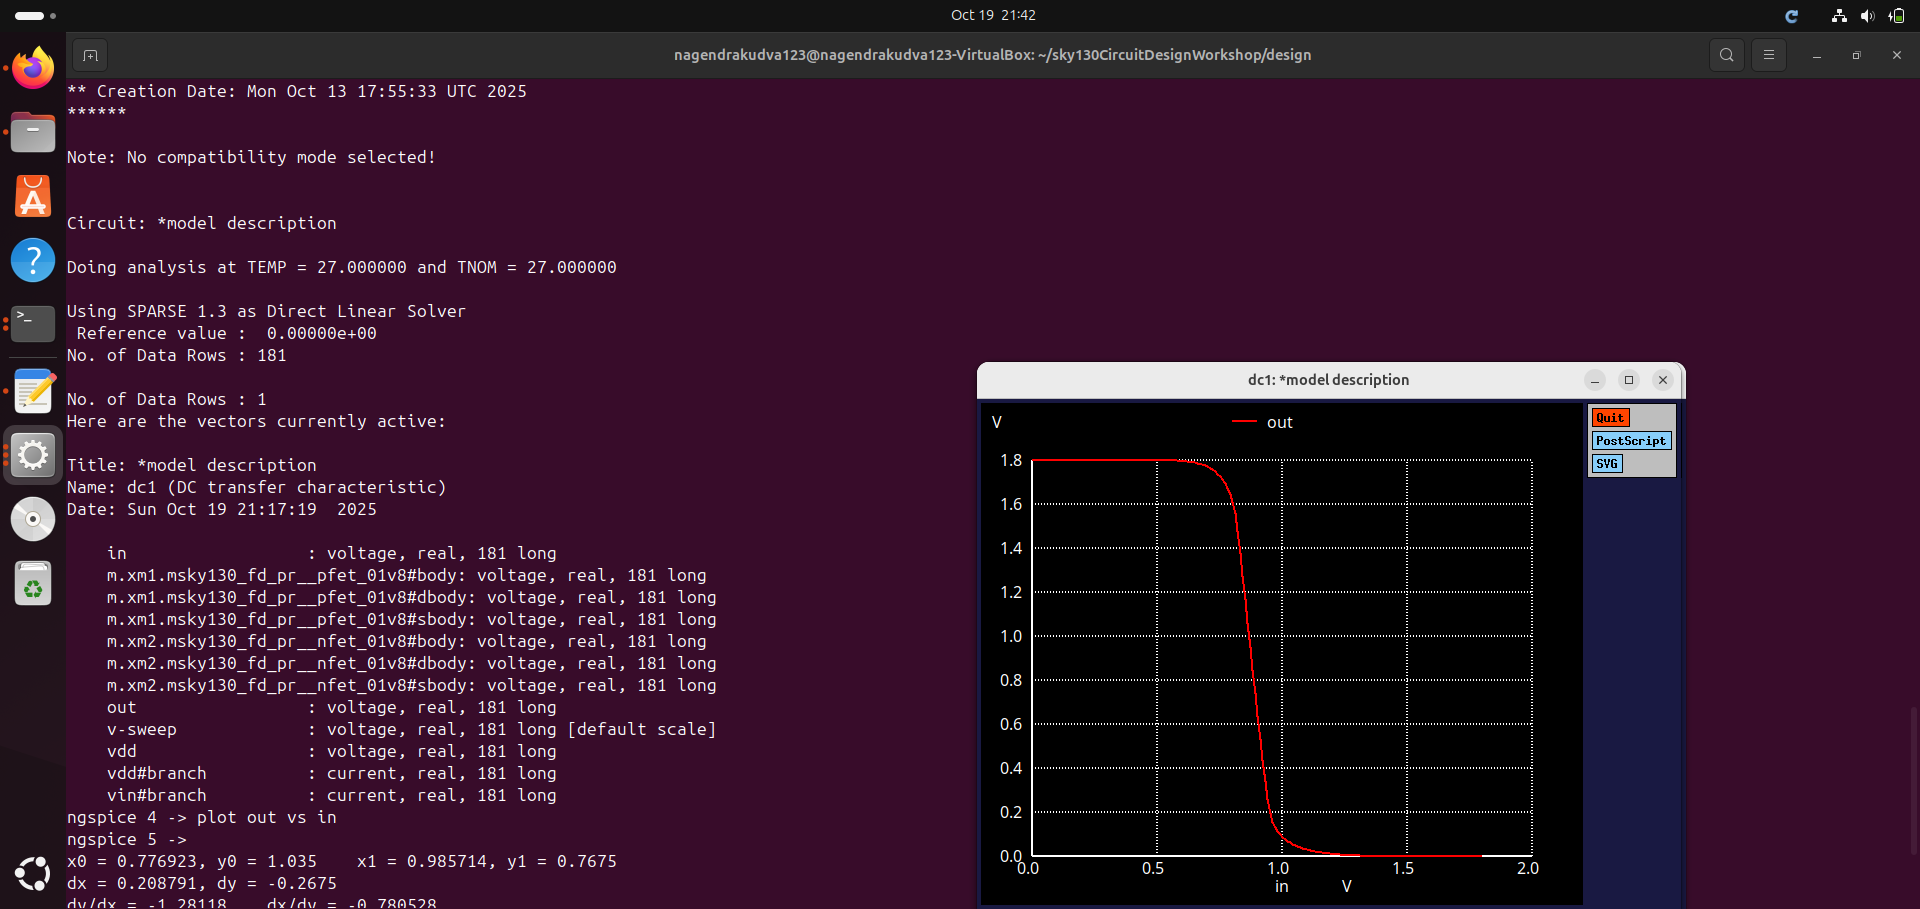 Oct 19 21:42
nagendrakudva123@nagendrakudva123-VirtualBox: ~/sky130CircuitDesignWorkshop/design
** Creation Date: Mon Oct 13 17:55:33 UTC 2025
******
Note: No compatibility mode selected!
Circuit: *model description
Doing analysis at TEMP = 27.000000 and TNOM = 27.000000
Using SPARSE 1.3 as Direct Linear Solver
Reference value :  0.00000e+00
No. of Data Rows : 181
No. of Data Rows : 1
Here are the vectors currently active:
Title: *model description
Name: dc1 (DC transfer characteristic)
Date: Sun Oct 19 21:17:19  2025
in                  : voltage, real, 181 long
m.xm1.msky130_fd_pr__pfet_01v8#body: voltage, real, 181 long
m.xm1.msky130_fd_pr__pfet_01v8#dbody: voltage, real, 181 long
m.xm1.msky130_fd_pr__pfet_01v8#sbody: voltage, real, 181 long
m.xm2.msky130_fd_pr__nfet_01v8#body: voltage, real, 181 long
m.xm2.msky130_fd_pr__nfet_01v8#dbody: voltage, real, 181 long
m.xm2.msky130_fd_pr__nfet_01v8#sbody: voltage, real, 181 long
out                 : voltage, real, 181 long
v-sweep             : voltage, real, 181 long [default scale]
vdd                 : voltage, real, 181 long
vdd#branch          : current, real, 181 long
vin#branch          : current, real, 181 long
ngspice 4 -> plot out vs in
ngspice 5 ->
x0 = 0.776923, y0 = 1.035    x1 = 0.985714, y1 = 0.7675
dx = 0.208791, dy = -0.2675
dy/dx = -1.28118    dx/dy = -0.780528
dc1: *model description
V
out
Quit
PostScript
SVG
1.8
1.6
1.4
1.2
1.0
0.8
0.6
0.4
0.2
0.0
0.0 0.5 1.0 1.5 2.0
in V